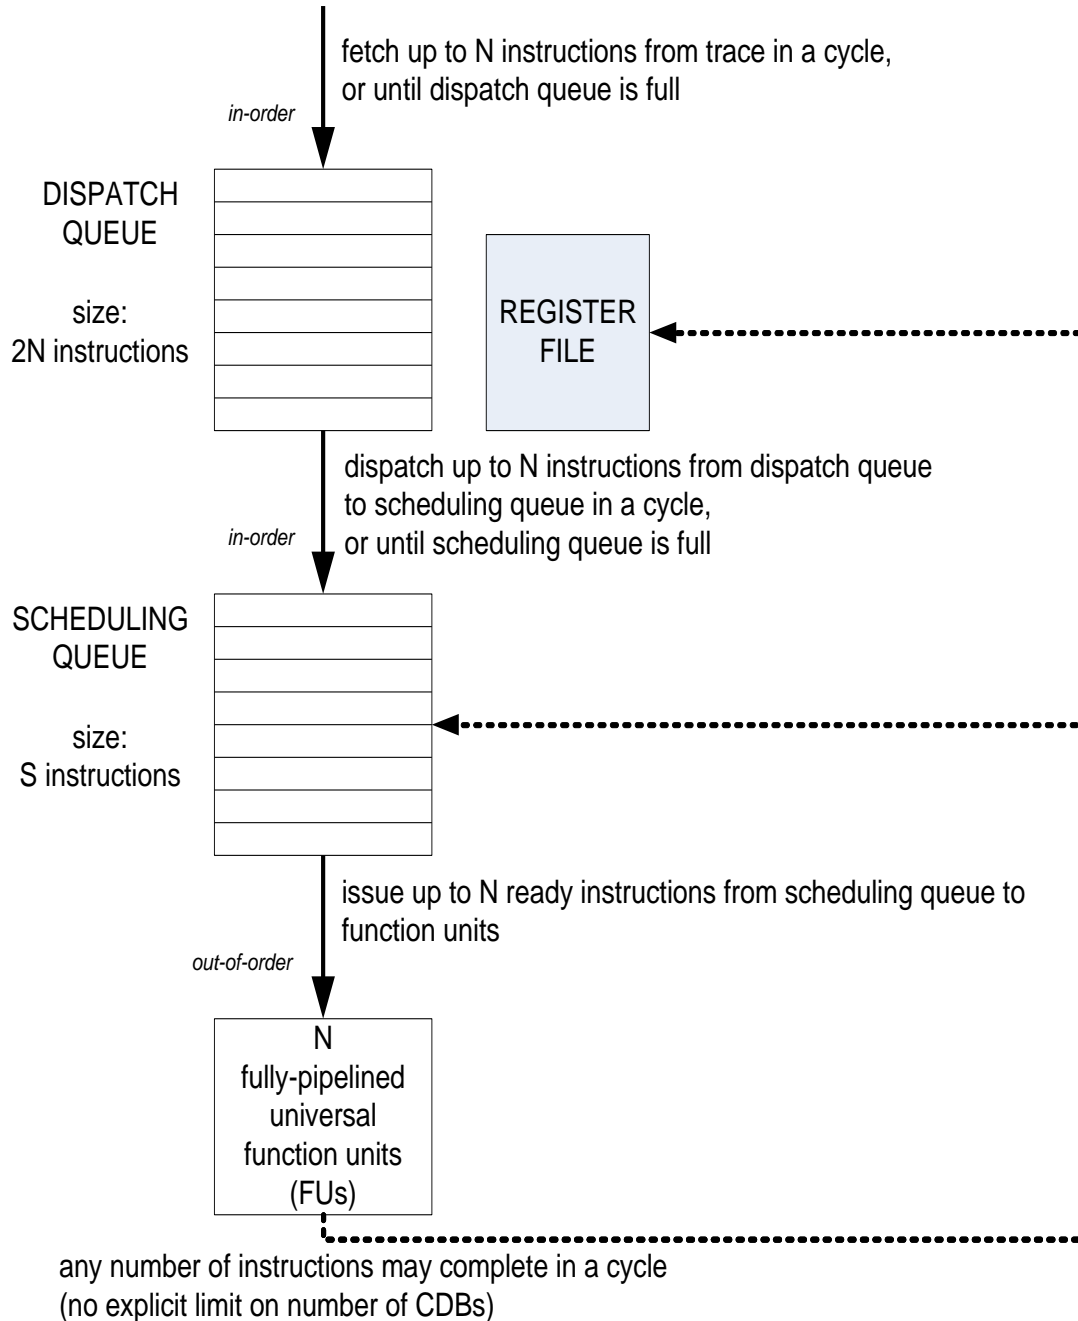 fetch up to N instructions from trace in a cycle,
or until dispatch queue is full
in-order
DISPATCH
QUEUE
size:
2N instructions
REGISTER
FILE
dispatch up to N instructions from dispatch queue
to scheduling queue in a cycle,
or until scheduling queue is full
in-order
SCHEDULING
QUEUE
size:
S instructions
issue up to N ready instructions from scheduling queue to
function units
out-of-order
N
fully-pipelined
universal
function units
(FUs)
any number of instructions may complete in a cycle
(no explicit limit on number of CDBs)